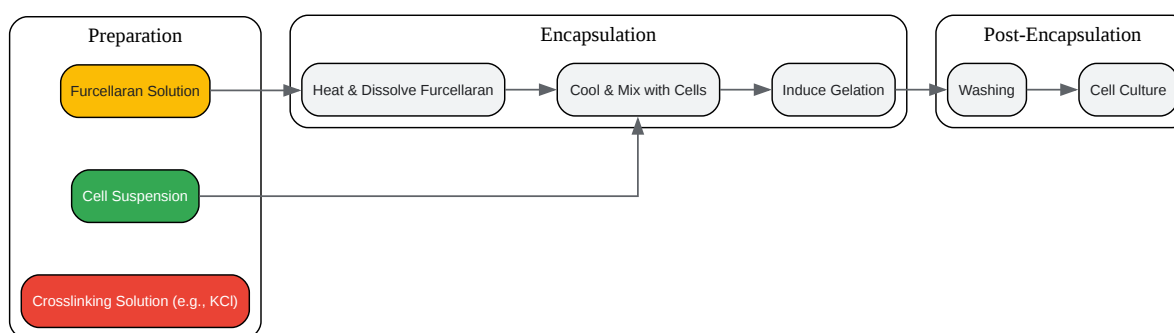 Preparation
Furcellaran Solution
Cell Suspension
Crosslinking Solution (e.g., KCl)
Encapsulation
Heat & Dissolve Furcellaran
Cool & Mix with Cells
Induce Gelation
Post-Encapsulation
Washing
Cell Culture